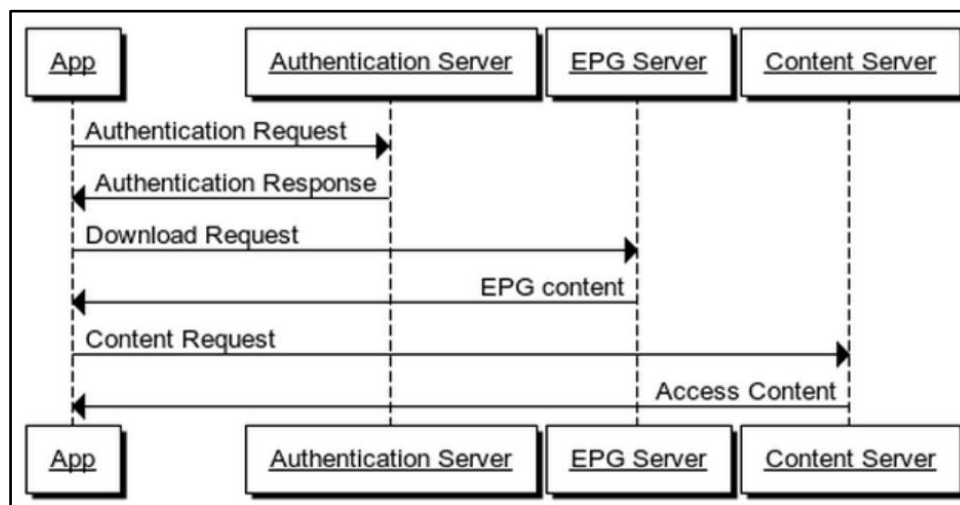 App Authentication Server EPG Server Content Server
Authentication Request
Authentication Response
Download Request
EPG content
Content Request
Access Content
App Authentication Server EPG Server Content Server